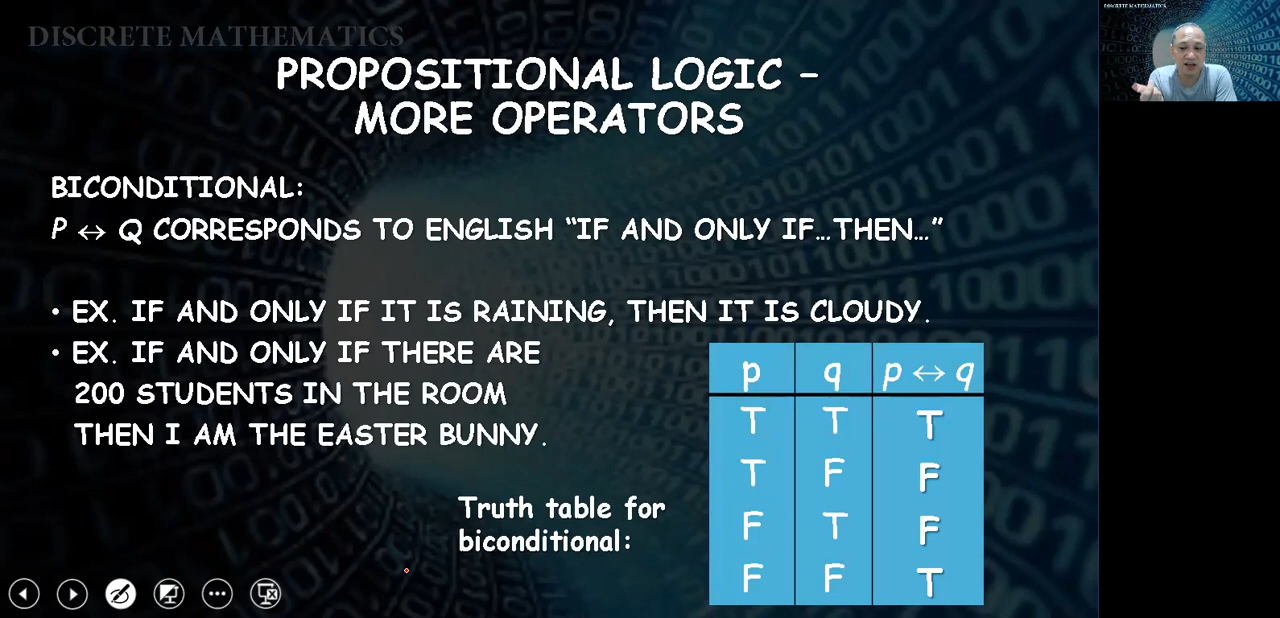 DISCRETE MATHEMATICS
PROPOSITIONAL LOGIC –
MORE OPERATORS
BICONDITIONAL:
P ↔ Q CORRESPONDS TO ENGLISH “IF AND ONLY IF…THEN…”
• EX. IF AND ONLY IF IT IS RAINING, THEN IT IS CLOUDY.
• EX. IF AND ONLY IF THERE ARE
200 STUDENTS IN THE ROOM
THEN I AM THE EASTER BUNNY.
Truth table for
biconditional:
p q p ↔ q
T T T
T F F
F T F
F F T
DISCRETE MATHEMATICS